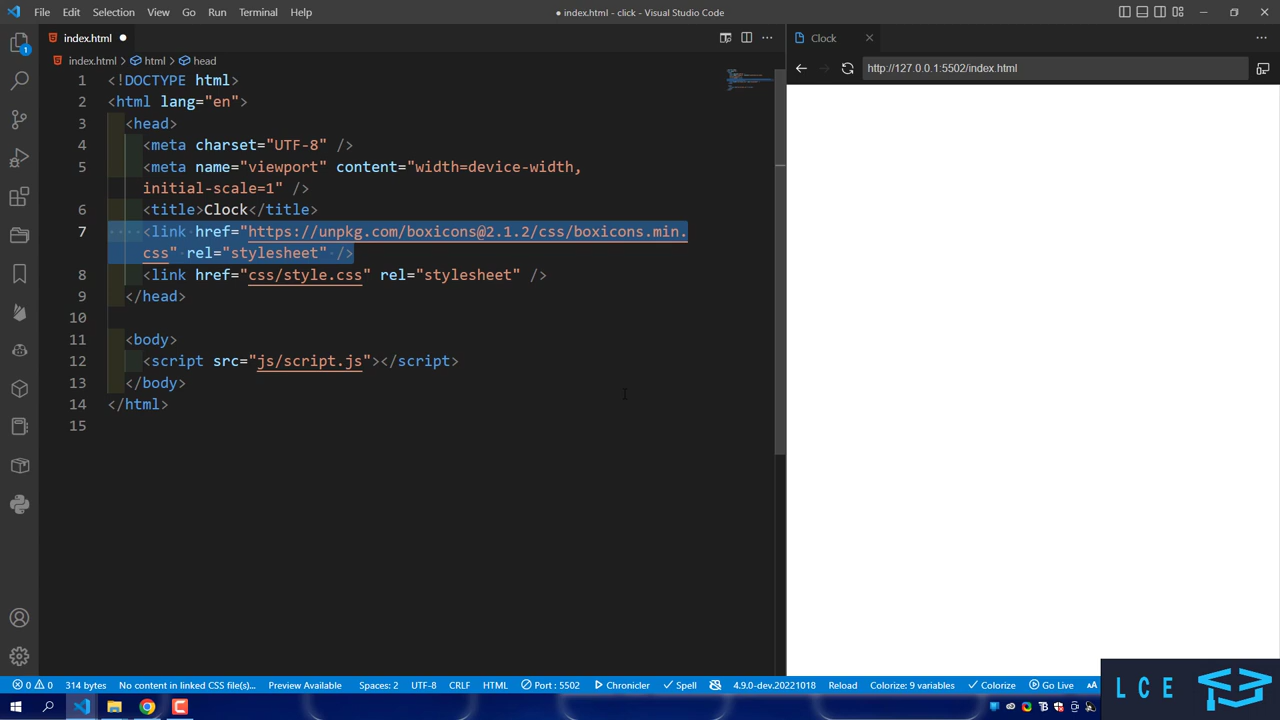 File Edit Selection View Go Run Terminal Help
● index.html - click - Visual Studio Code
index.html ●
index.html > html > head
1 <!DOCTYPE html>
2 <html lang="en">
3 <head>
4 <meta charset="UTF-8" />
5 <meta name="viewport" content="width=device-width,
initial-scale=1" />
6 <title>Clock</title>
7 ····<link·href="https://unpkg.com/boxicons@2.1.2/css/boxicons.min.
css"·rel="stylesheet"·/>
8 <link href="css/style.css" rel="stylesheet" />
9 </head>
10
11 <body>
12 <script src="js/script.js"></script>
13 </body>
14 </html>
15
Clock
http://127.0.0.1:5502/index.html
1
0 0 314 bytes No content in linked CSS file(s)... Preview Available Spaces: 2 UTF-8 CRLF HTML Port : 5502 Chronicler Spell 4.9.0-dev.20221018 Reload Colorize: 9 variables Colorize Go Live AA
LCE